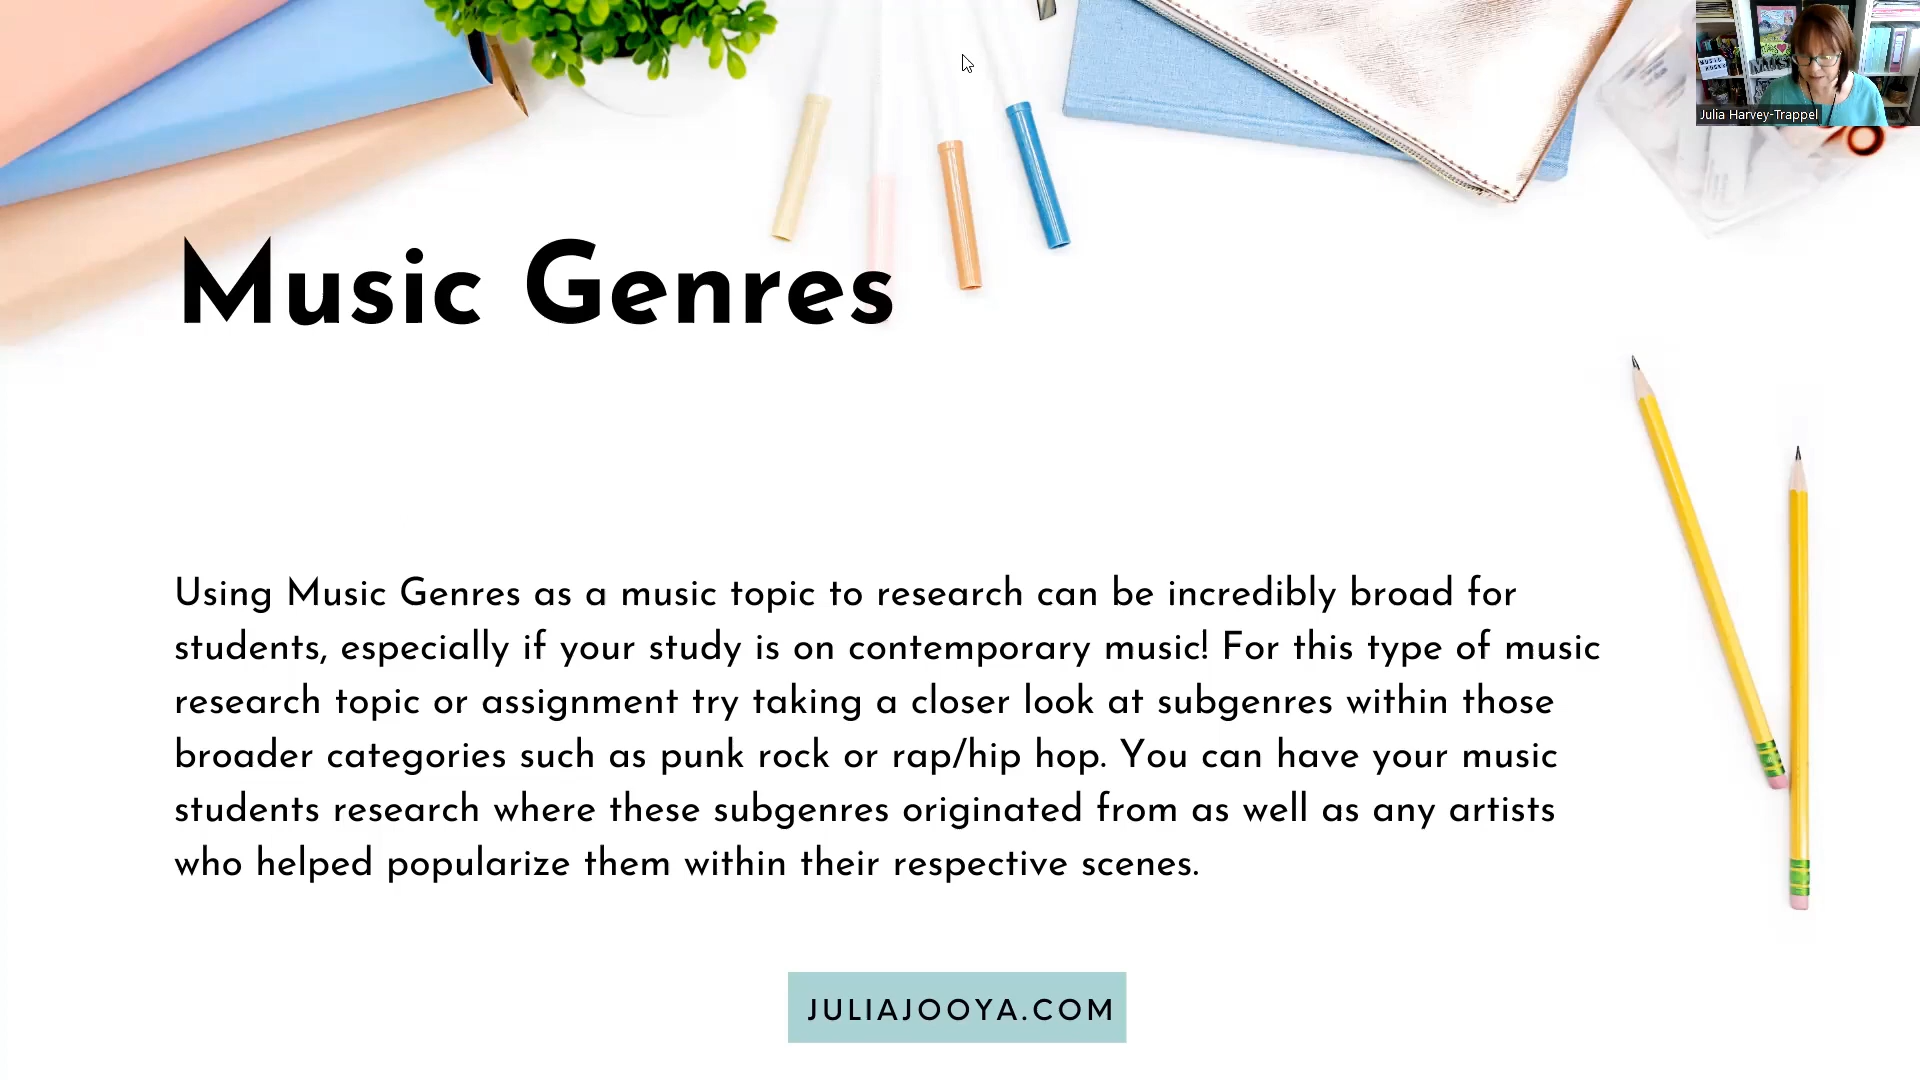 Julia Harvey-Trappel
Music Genres
Using Music Genres as a music topic to research can be incredibly broad for
students, especially if your study is on contemporary music! For this type of music
research topic or assignment try taking a closer look at subgenres within those
broader categories such as punk rock or rap/hip hop. You can have your music
students research where these subgenres originated from as well as any artists
who helped popularize them within their respective scenes.
JULIAJOOYA.COM